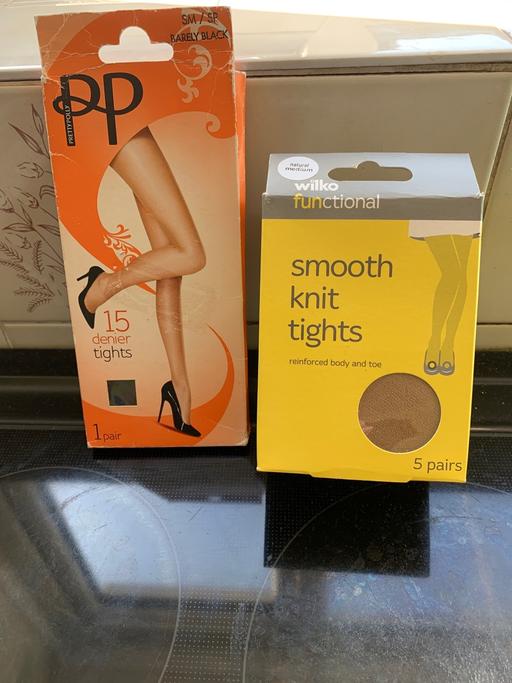 SM / SP
BARELY BLACK
PRETTY POLLY
pp
15
denier
tights
1 pair
natural
medium
wilko
functional
smooth
knit
tights
reinforced body and toe
5 pairs